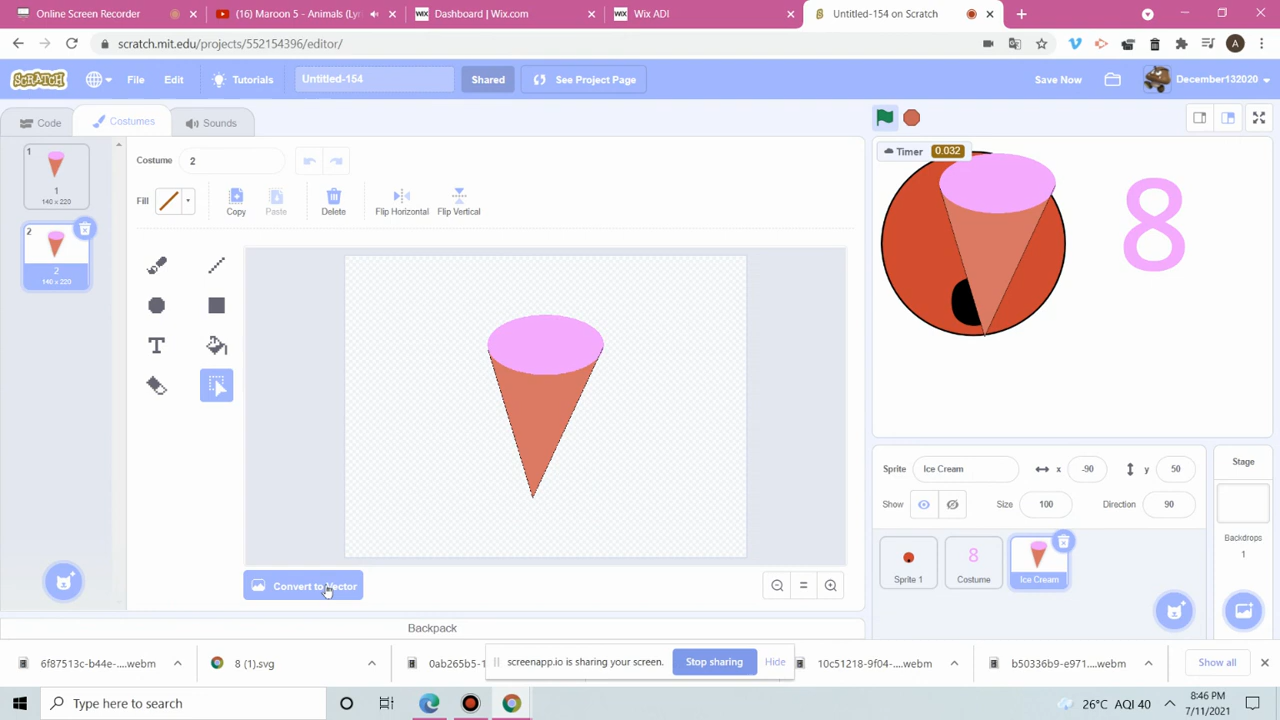 Online Screen Recorder
(16) Maroon 5 - Animals (Lyr
Dashboard | Wix.com
Wix ADI
Untitled-154 on Scratch
scratch.mit.edu/projects/552154396/editor/
A
SCRATCH
File
Edit
Tutorials
Untitled-154
Shared
See Project Page
Save Now
December132020
Code
Costumes
Sounds
Costume
2
Fill
Copy
Paste
Delete
Flip Horizontal
Flip Vertical
1
1
140 x 220
2
2
140 x 220
T
Convert to Vector
Backpack
Timer
0.032
8
Sprite
Ice Cream
x
-90
y
50
Show
Size
100
Direction
90
Sprite 1
8
Costume
Ice Cream
Stage
Backdrops
1
6f87513c-b44e-....webm
8 (1).svg
0ab265b5-1
screenapp.io is sharing your screen.
Stop sharing
Hide
10c51218-9f04-....webm
b50336b9-e971....webm
Show all
Type here to search
26°C AQI 40
8:46 PM
7/11/2021